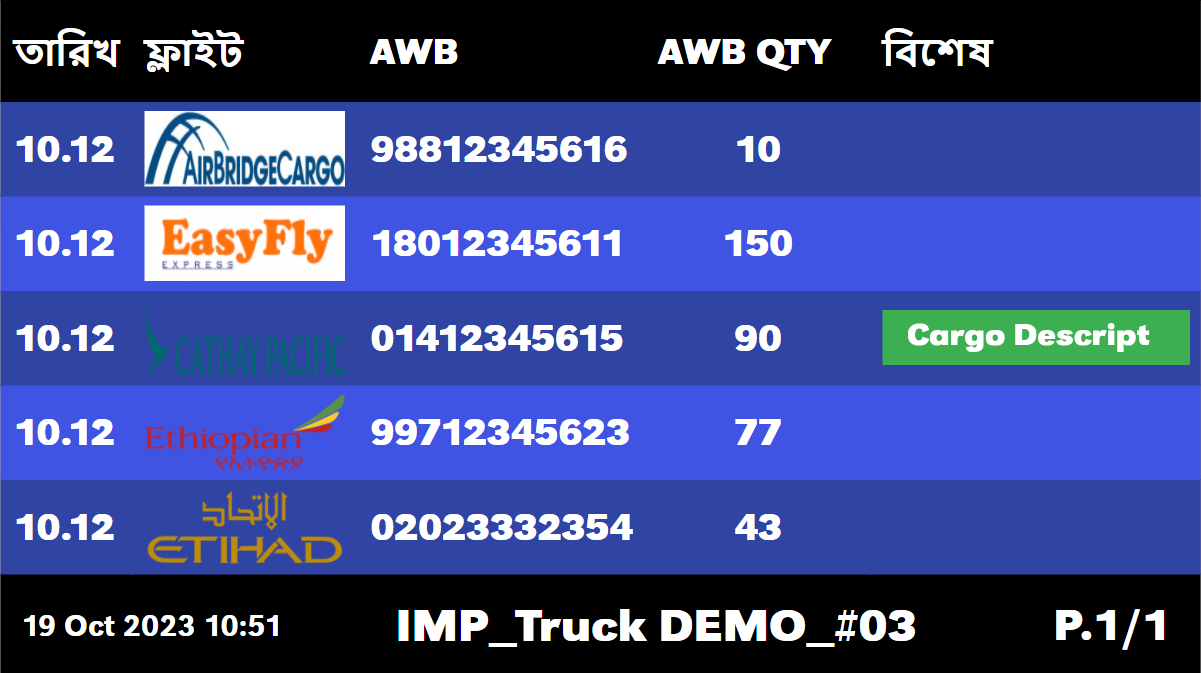 তারিখ ফ্লাইট AWB AWB QTY বিশেষ
10.12 AIRBRIDGECARGO 98812345616 10
10.12 EasyFly EXPRESS 18012345611 150
10.12 CATHAY PACIFIC 01412345615 90 Cargo Descript
10.12 Ethiopian የኢትዮጵያ 99712345623 77
10.12 الإتحاد ETIHAD 02023332354 43
19 Oct 2023 10:51 IMP_Truck DEMO_#03 P.1/1